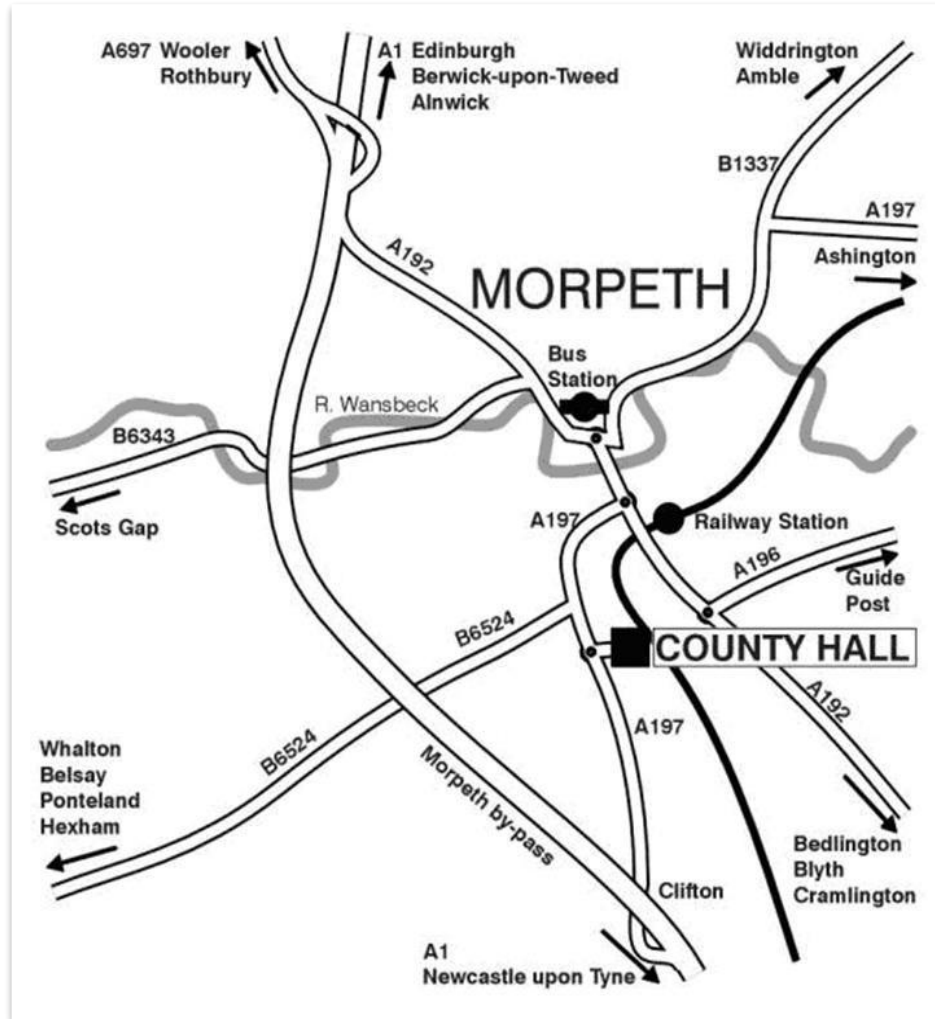 A697 Wooler
Rothbury
A1 Edinburgh
Berwick-upon-Tweed
Alnwick
Widdrington
Amble
B1337
A197
Ashington
A192
MORPETH
Bus
Station
R. Wansbeck
B6343
Scots Gap
A197
Railway Station
A196
Guide
Post
B6524
COUNTY HALL
A192
A197
B6524
Whalton
Belsay
Ponteland
Hexham
Morpeth by-pass
Bedlington
Blyth
Cramlington
Clifton
A1
Newcastle upon Tyne